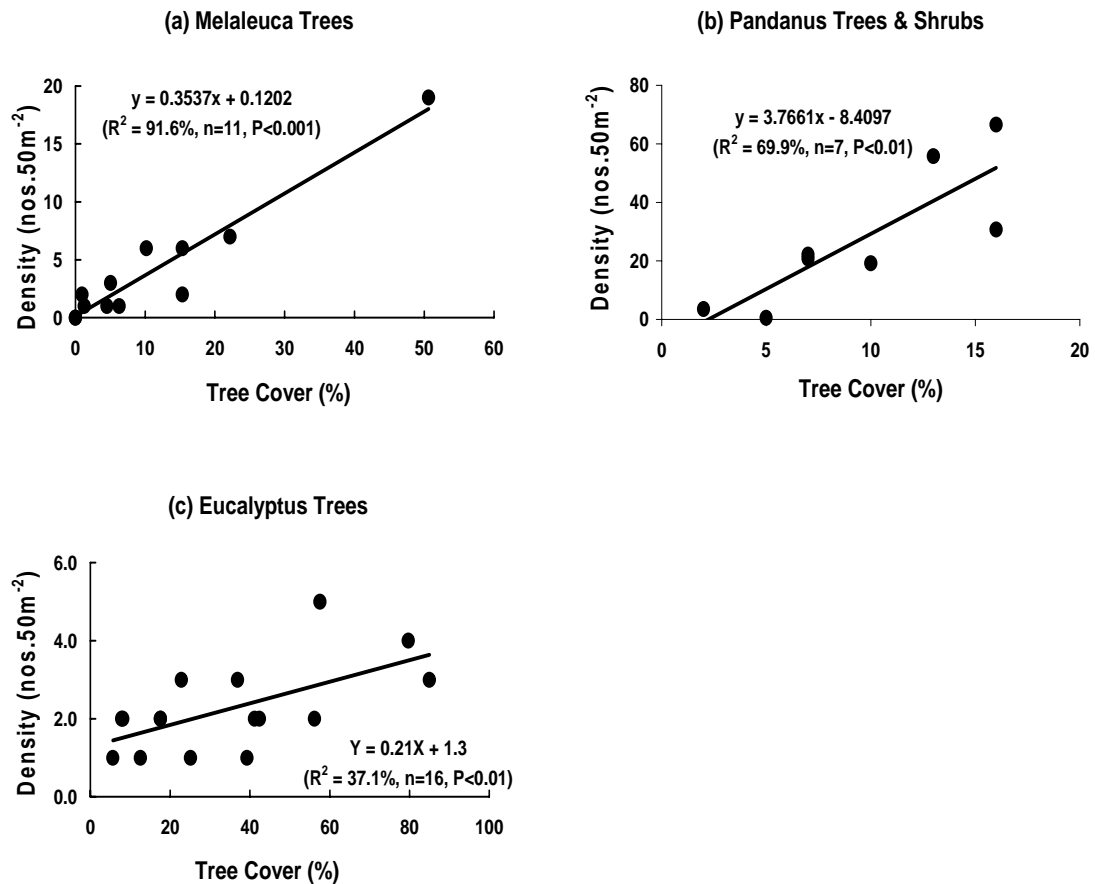 (a) Melaleuca Trees
Density (nos.50m⁻²)
20
15
10
5
0
y = 0.3537x + 0.1202
(R² = 91.6%, n=11, P<0.001)
0 10 20 30 40 50 60
Tree Cover (%)
(b) Pandanus Trees & Shrubs
Density (nos.50m⁻²)
80
60
40
20
0
y = 3.7661x - 8.4097
(R² = 69.9%, n=7, P<0.01)
0 5 10 15 20
Tree Cover (%)
(c) Eucalyptus Trees
Density (nos.50m⁻²)
6.0
4.0
2.0
0.0
Y = 0.21X + 1.3
(R² = 37.1%, n=16, P<0.01)
0 20 40 60 80 100
Tree Cover (%)